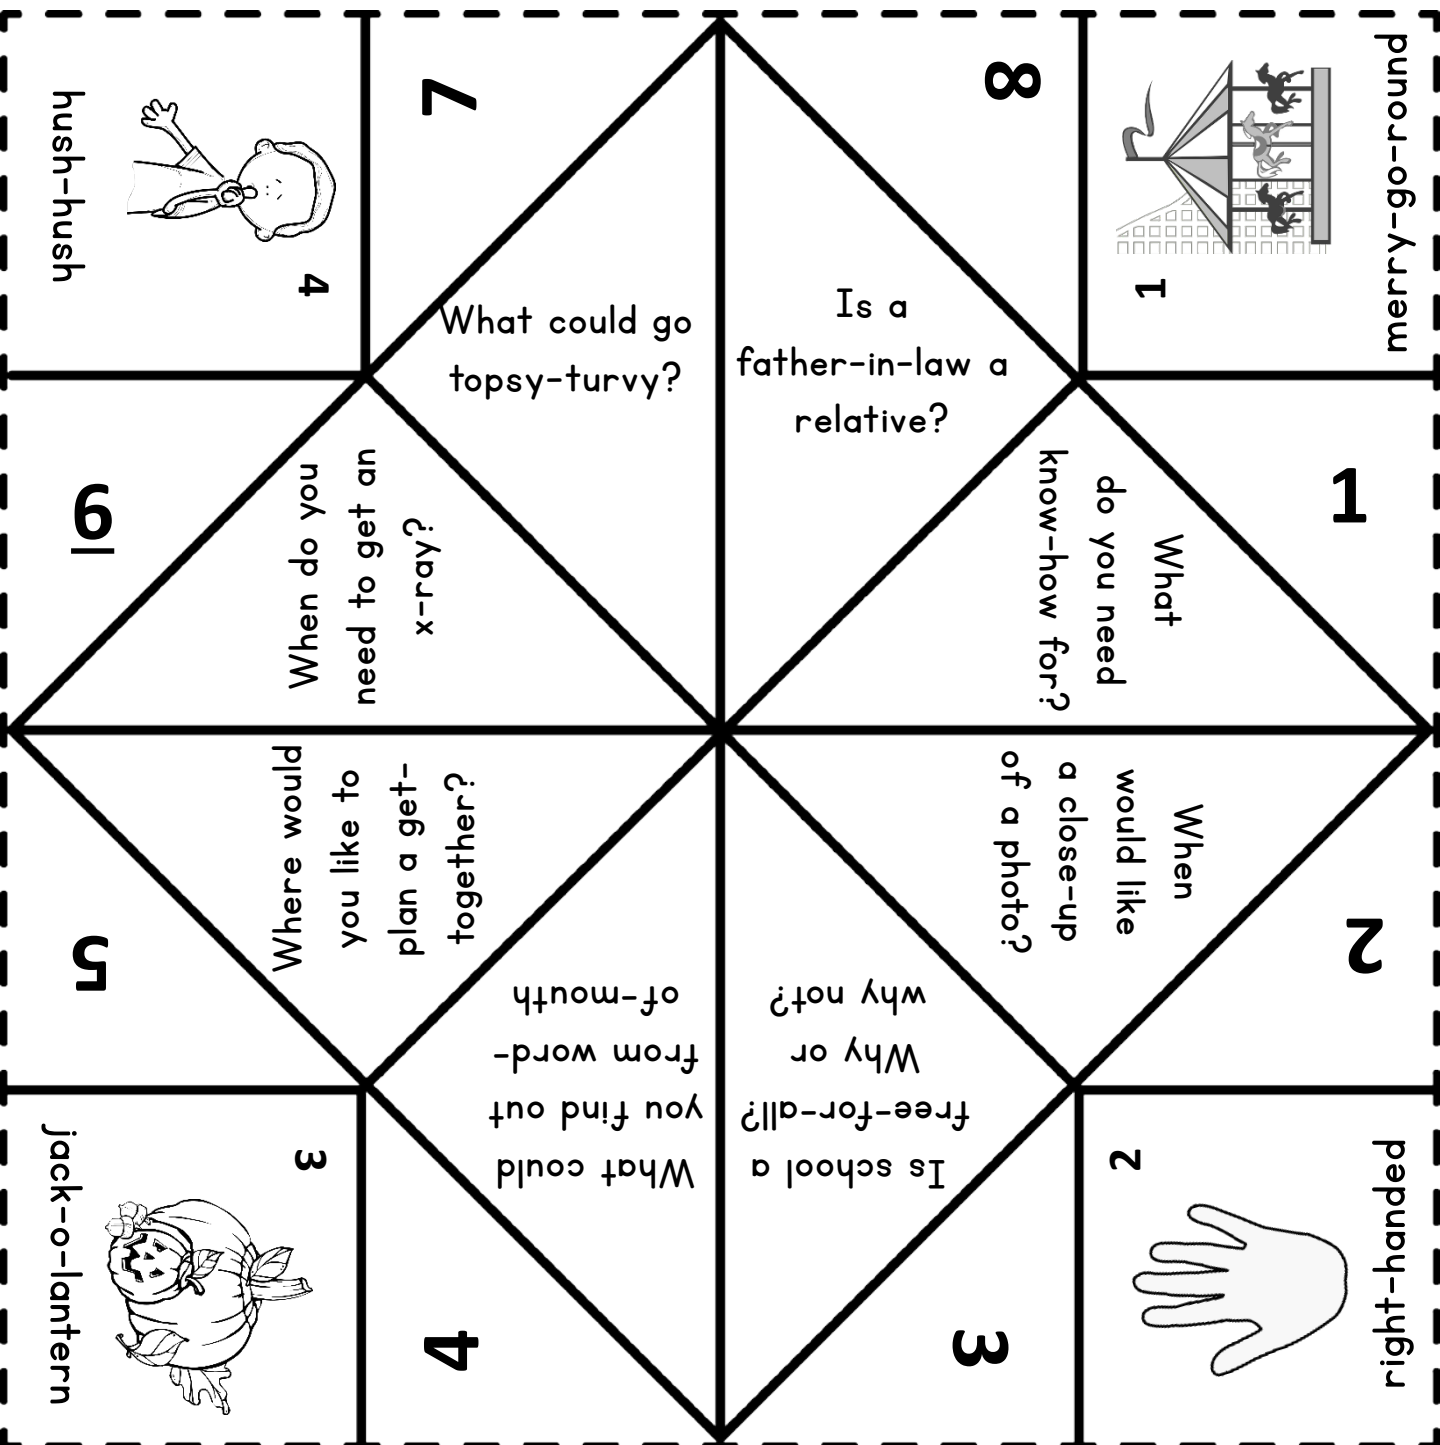 hush-hush
4
7
8
merry-go-round
1
What could go
topsy-turvy?
Is a
father-in-law a
relative?
6
When do you
need to get an
x-ray?
What
do you need
know-how for?
1
5
Where would
you like to
plan a get-
together?
When
would like
a close-up
of a photo?
2
What could
you find out
from word-
of-mouth
Is school a
free-for-all?
Why or
why not?
jack-o-lantern
3
4
3
right-handed
2